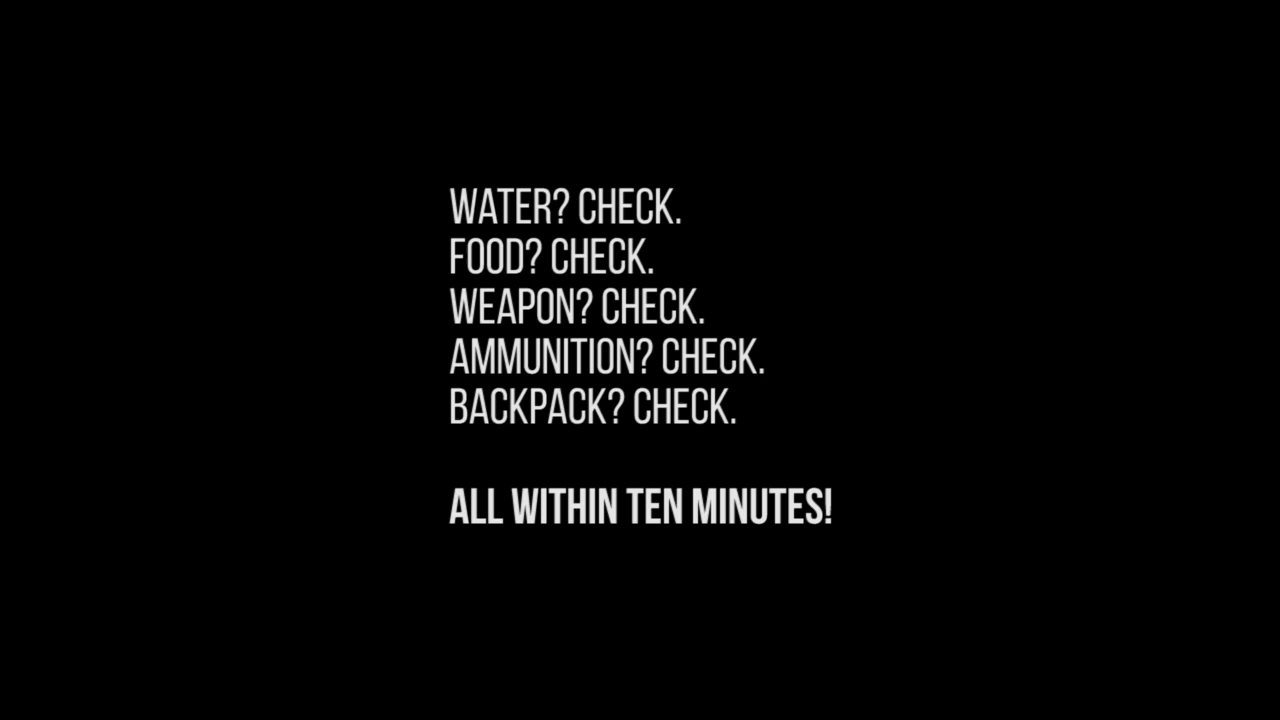 WATER? CHECK.
FOOD? CHECK.
WEAPON? CHECK.
AMMUNITION? CHECK.
BACKPACK? CHECK.
ALL WITHIN TEN MINUTES!